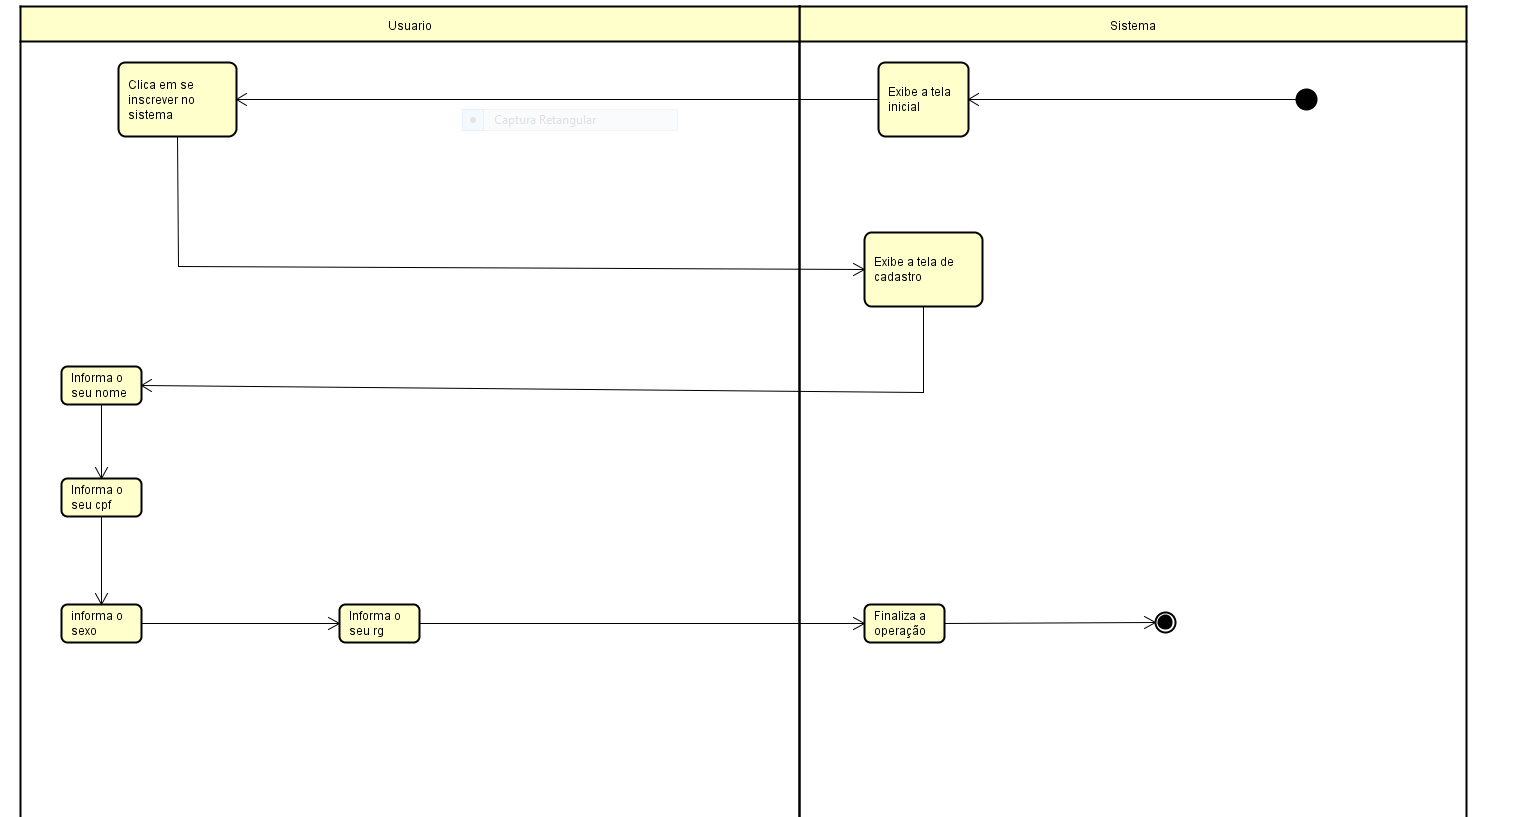 Usuario
Sistema
Clica em se
inscrever no
sistema
Exibe a tela
inicial
Captura Retangular
Exibe a tela de
cadastro
Informa o
seu nome
Informa o
seu cpf
informa o
sexo
Informa o
seu rg
Finaliza a
operação